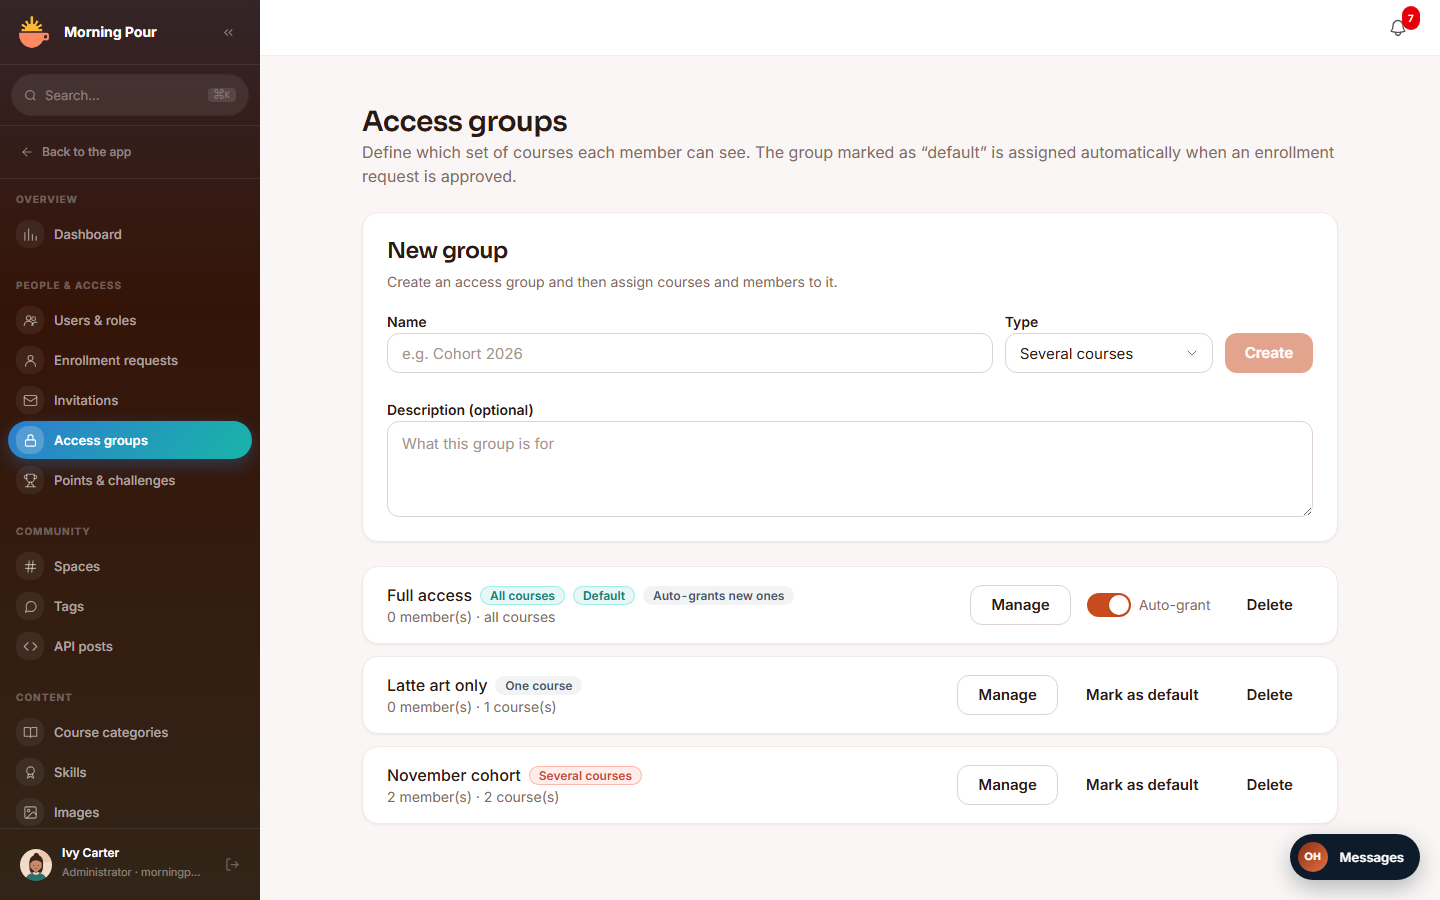 Morning Pour
Search...
⌘K
Back to the app
OVERVIEW
Dashboard
PEOPLE & ACCESS
Users & roles
Enrollment requests
Invitations
Access groups
Points & challenges
COMMUNITY
Spaces
Tags
API posts
CONTENT
Course categories
Skills
Images
Ivy Carter
Administrator · morningp...
7
Access groups
Define which set of courses each member can see. The group marked as “default” is assigned automatically when an enrollment
request is approved.
New group
Create an access group and then assign courses and members to it.
Name
Type
e.g. Cohort 2026
Several courses
Create
Description (optional)
What this group is for
Full access All courses Default Auto-grants new ones
0 member(s) · all courses
Manage Auto-grant Delete
Latte art only One course
0 member(s) · 1 course(s)
Manage Mark as default Delete
November cohort Several courses
2 member(s) · 2 course(s)
Manage Mark as default Delete
OH Messages